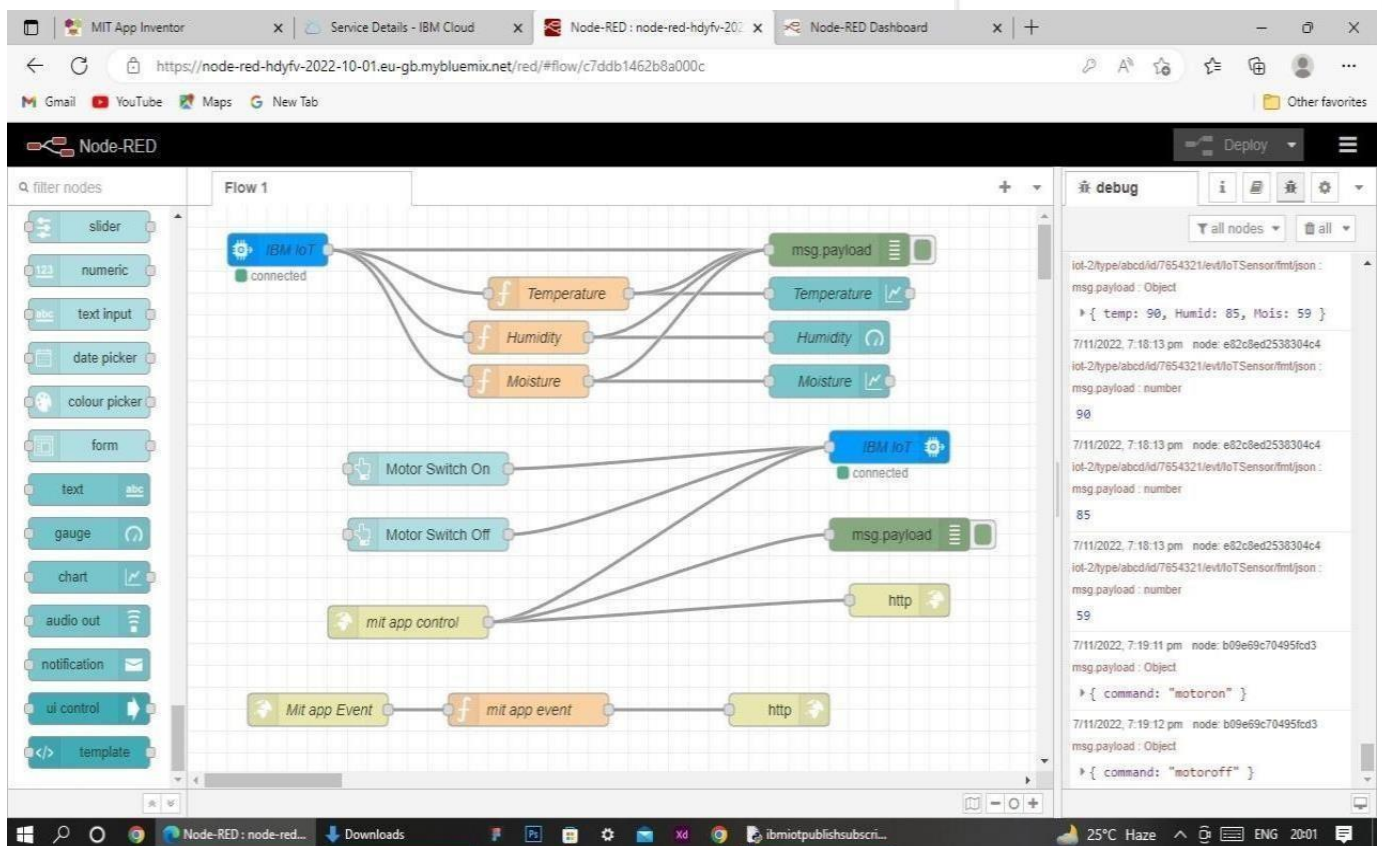 MIT App Inventor
Service Details - IBM Cloud
Node-RED : node-red-hdyfv-202
Node-RED Dashboard
https://node-red-hdyfv-2022-10-01.eu-gb.mybluemix.net/red/#flow/c7ddb1462b8a000c
Gmail YouTube Maps New Tab Other favorites
Node-RED
Deploy
filter nodes
Flow 1
debug
all nodes
all
slider
numeric
text input
date picker
colour picker
form
text
gauge
chart
audio out
notification
ui control
template
IBM IoT
connected
msg.payload
Temperature
Temperature
Humidity
Humidity
Moisture
Moisture
Motor Switch On
IBM IoT
connected
Motor Switch Off
msg.payload
mit app control
http
Mit app Event
mit app event
http
iot-2/type/abcd/id/7654321/evt/IoTSensor/fmt/json :
msg.payload : Object
{ temp: 90, Humid: 85, Mois: 59 }
7/11/2022, 7:18:13 pm node: e82c8ed2538304c4
iot-2/type/abcd/id/7654321/evt/IoTSensor/fmt/json :
msg.payload : number
90
7/11/2022, 7:18:13 pm node: e82c8ed2538304c4
iot-2/type/abcd/id/7654321/evt/IoTSensor/fmt/json :
msg.payload : number
85
7/11/2022, 7:18:13 pm node: e82c8ed2538304c4
iot-2/type/abcd/id/7654321/evt/IoTSensor/fmt/json :
msg.payload : number
59
7/11/2022, 7:19:11 pm node: b09e69c70495fcd3
msg.payload : Object
{ command: "motoron" }
7/11/2022, 7:19:12 pm node: b09e69c70495fcd3
msg.payload : Object
{ command: "motoroff" }
Node-RED : node-red...
Downloads
Ps
Xd
ibmiotpublishsubscri...
25°C Haze
ENG
20:01